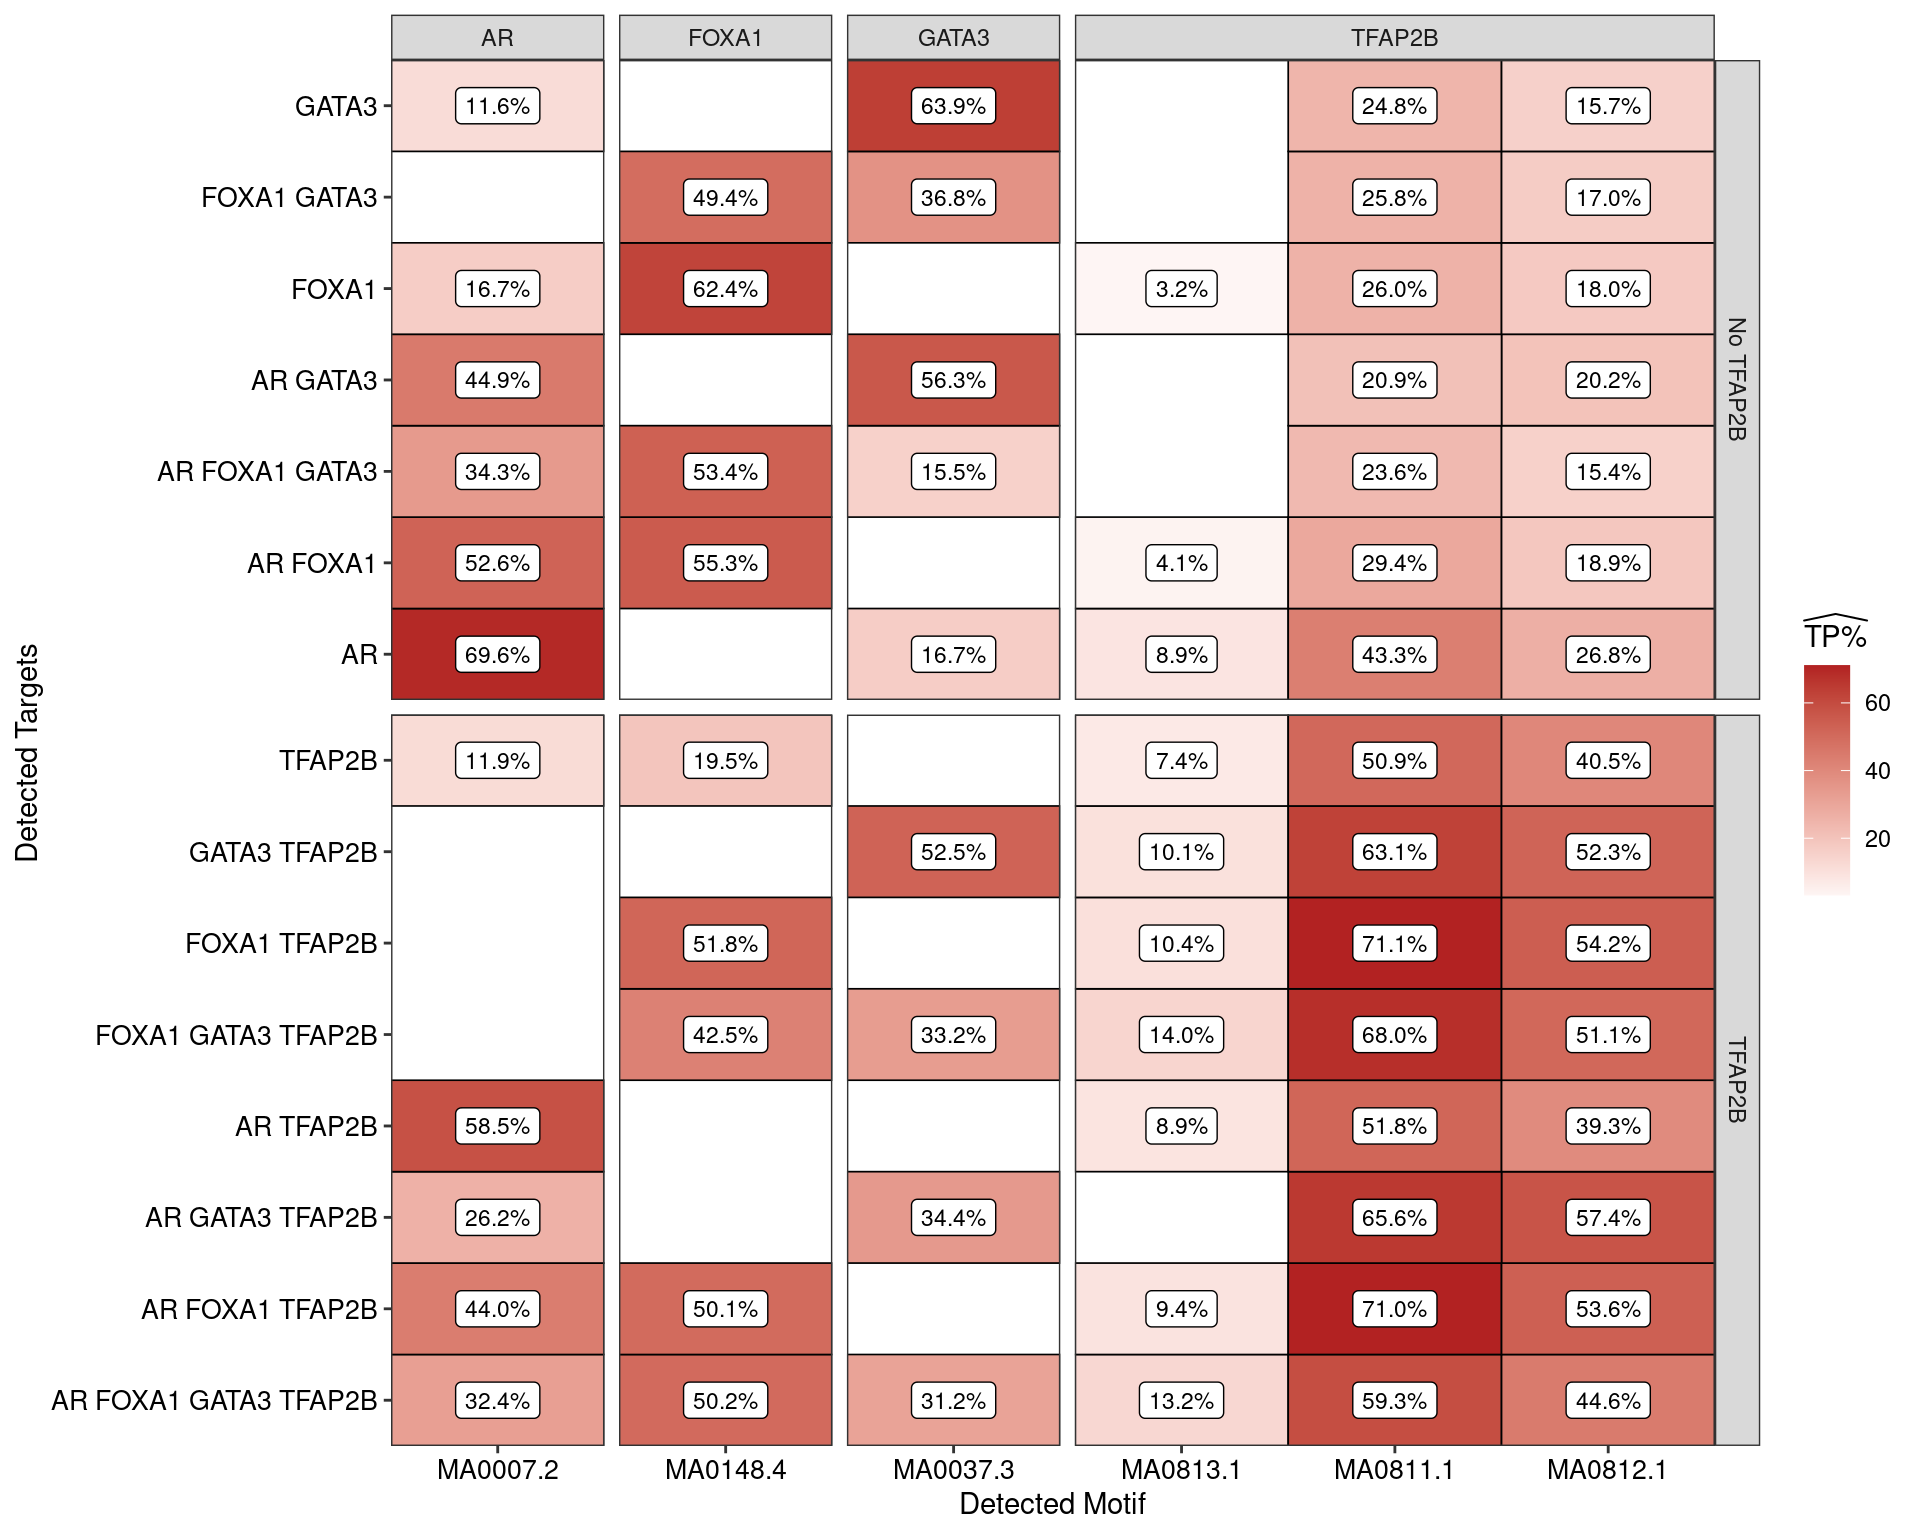 AR FOXA1 GATA3 TFAP2B
GATA3 11.6% 63.9% 24.8% 15.7%
FOXA1 GATA3 49.4% 36.8% 25.8% 17.0%
FOXA1 16.7% 62.4% 3.2% 26.0% 18.0%
AR GATA3 44.9% 56.3% 20.9% 20.2%
AR FOXA1 GATA3 34.3% 53.4% 15.5% 23.6% 15.4%
AR FOXA1 52.6% 55.3% 4.1% 29.4% 18.9%
AR 69.6% 16.7% 8.9% 43.3% 26.8%
No TFAP2B
TFAP2B 11.9% 19.5% 7.4% 50.9% 40.5%
GATA3 TFAP2B 52.5% 10.1% 63.1% 52.3%
FOXA1 TFAP2B 51.8% 10.4% 71.1% 54.2%
FOXA1 GATA3 TFAP2B 42.5% 33.2% 14.0% 68.0% 51.1%
AR TFAP2B 58.5% 8.9% 51.8% 39.3%
AR GATA3 TFAP2B 26.2% 34.4% 65.6% 57.4%
AR FOXA1 TFAP2B 44.0% 50.1% 9.4% 71.0% 53.6%
AR FOXA1 GATA3 TFAP2B 32.4% 50.2% 31.2% 13.2% 59.3% 44.6%
TFAP2B
MA0007.2 MA0148.4 MA0037.3 MA0813.1 MA0811.1 MA0812.1
Detected Motif
Detected Targets
TP%
60
40
20